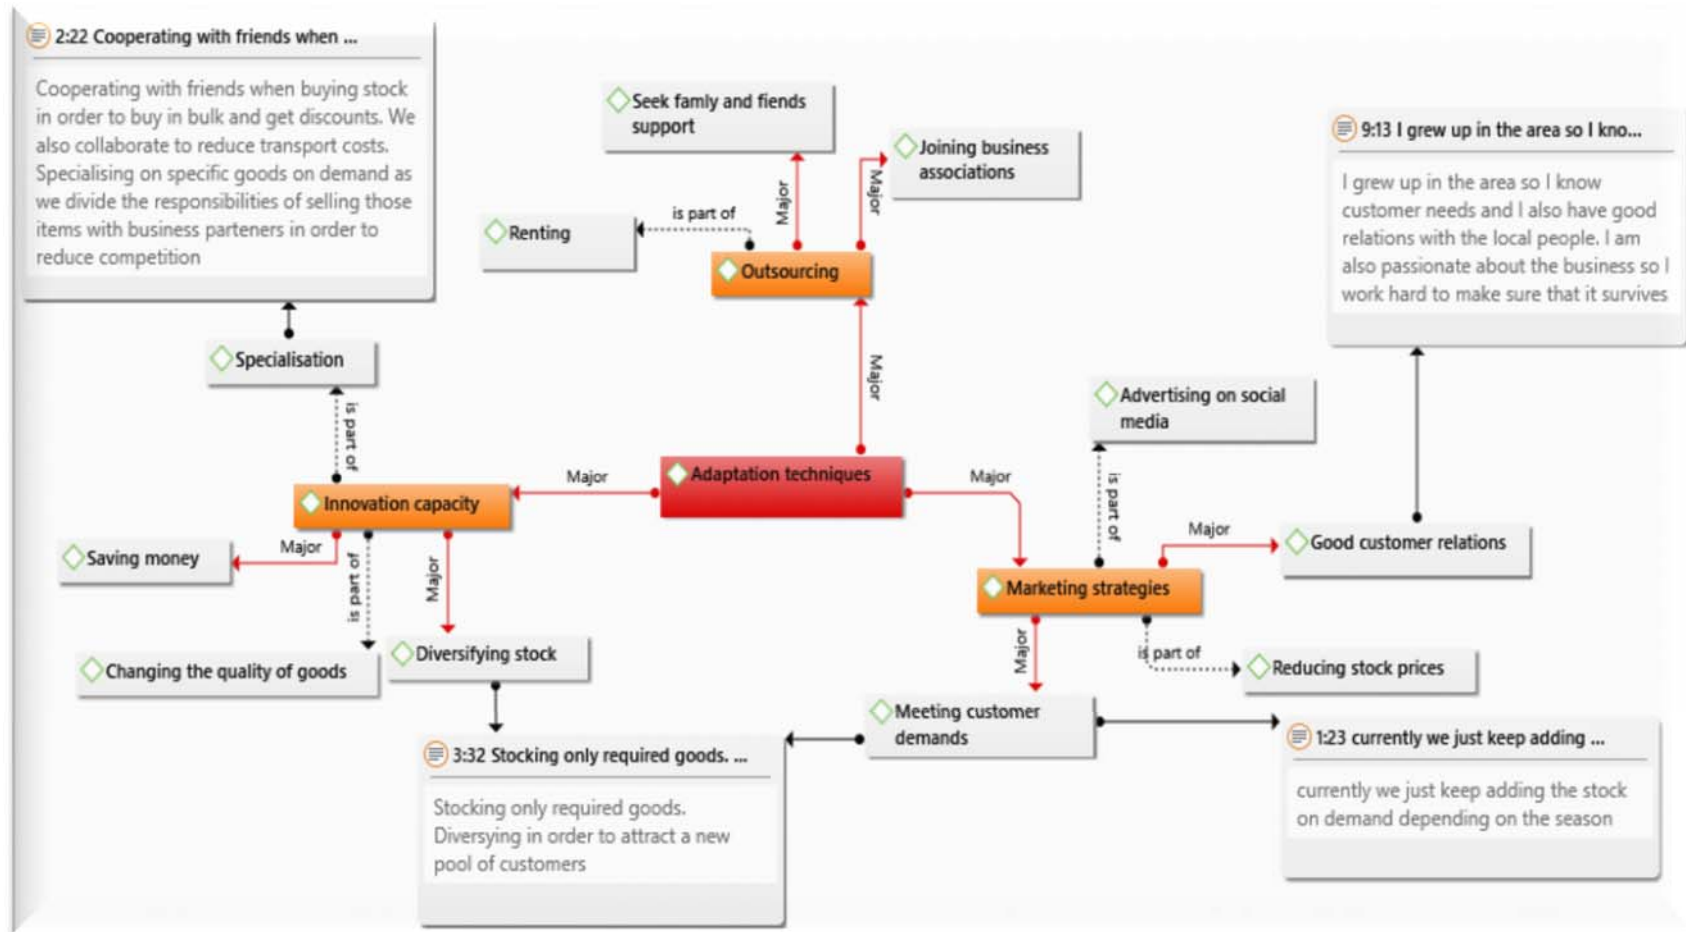 2:22 Cooperating with friends when ...
Cooperating with friends when buying stock
in order to buy in bulk and get discounts. We
also collaborate to reduce transport costs.
Specialising on specific goods on demand as
we divide the responsibilities of selling those
items with business parteners in order to
reduce competition
Seek famly and fiends
support
Joining business
associations
9:13 I grew up in the area so I kno...
I grew up in the area so I know
customer needs and I also have good
relations with the local people. I am
also passionate about the business so I
work hard to make sure that it survives
Major
Major
is part of
Renting
Outsourcing
Specialisation
Major
Advertising on social
media
is part of
Adaptation techniques
Major
Major
is part of
Innovation capacity
Major
Good customer relations
Saving money
Major
is part of
Major
Marketing strategies
Changing the quality of goods
Diversifying stock
Major
is part of
Reducing stock prices
Meeting customer
demands
3:32 Stocking only required goods. ...
Stocking only required goods.
Diversying in order to attract a new
pool of customers
1:23 currently we just keep adding ...
currently we just keep adding the stock
on demand depending on the season